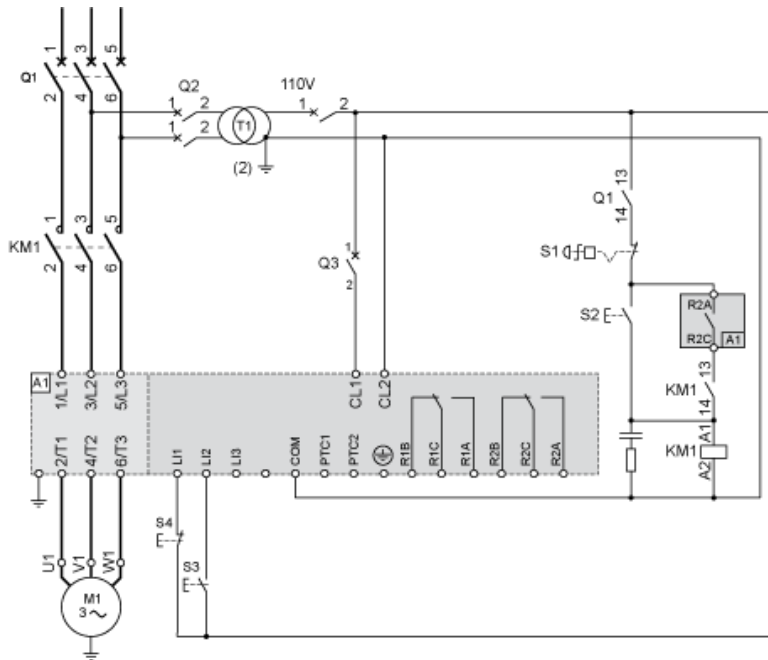 1 3 5
Q1
2 4 6
Q2
1 2
1 2
T1
(2)
110V
1 2
13
Q1
14
1 3 5
KM1
2 4 6
1
Q3
2
S1
S2
R2A
R2C A1
13
KM1
14
A1
KM1
A2
A1
1/L1 3/L2 5/L3
CL1 CL2
2/T1 4/T2 6/T3
LI1 LI2 LI3 COM PTC1 PTC2 R1B R1C R1A R2B R2C R2A
S4
S3
U1 V1 W1
M1
3 ~